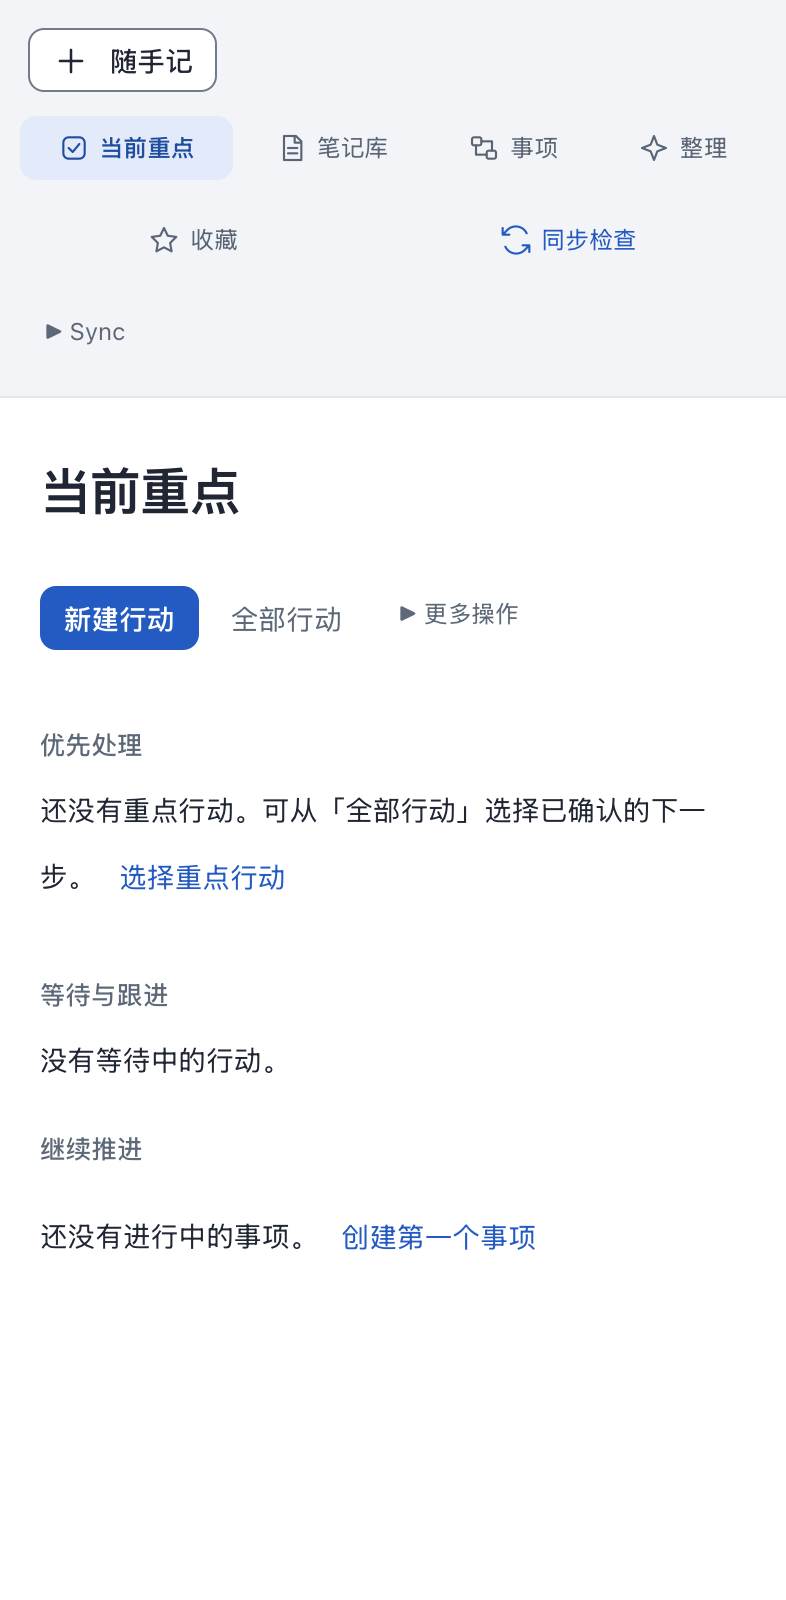 随手记
当前重点 笔记库 事项 整理
收藏 同步检查
Sync
当前重点
新建行动 全部行动 更多操作
优先处理
还没有重点行动。可从「全部行动」选择已确认的下一
步。 选择重点行动
等待与跟进
没有等待中的行动。
继续推进
还没有进行中的事项。 创建第一个事项